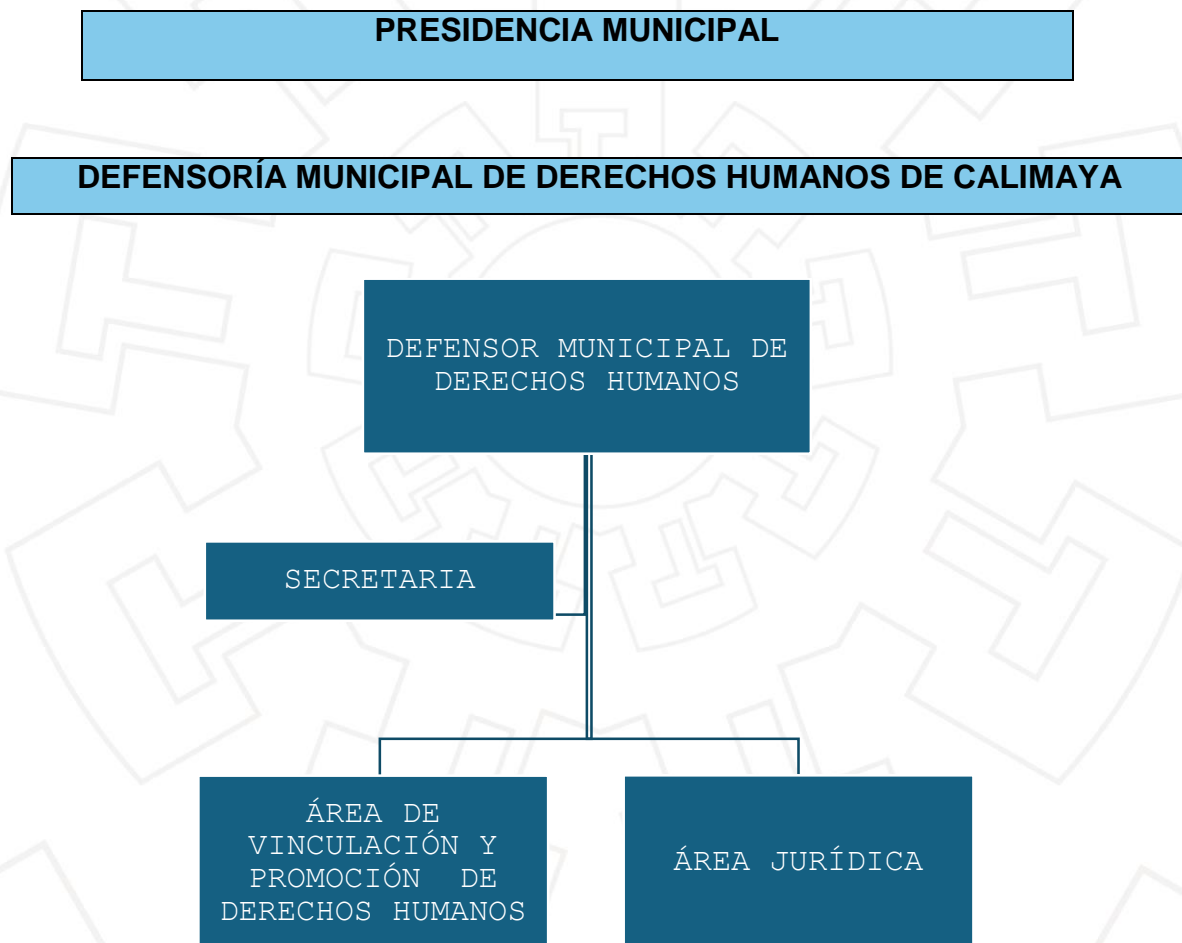 PRESIDENCIA MUNICIPAL
DEFENSORÍA MUNICIPAL DE DERECHOS HUMANOS DE CALIMAYA
DEFENSOR MUNICIPAL DE
DERECHOS HUMANOS
SECRETARIA
ÁREA DE
VINCULACIÓN Y
PROMOCIÓN DE
DERECHOS HUMANOS
ÁREA JURÍDICA